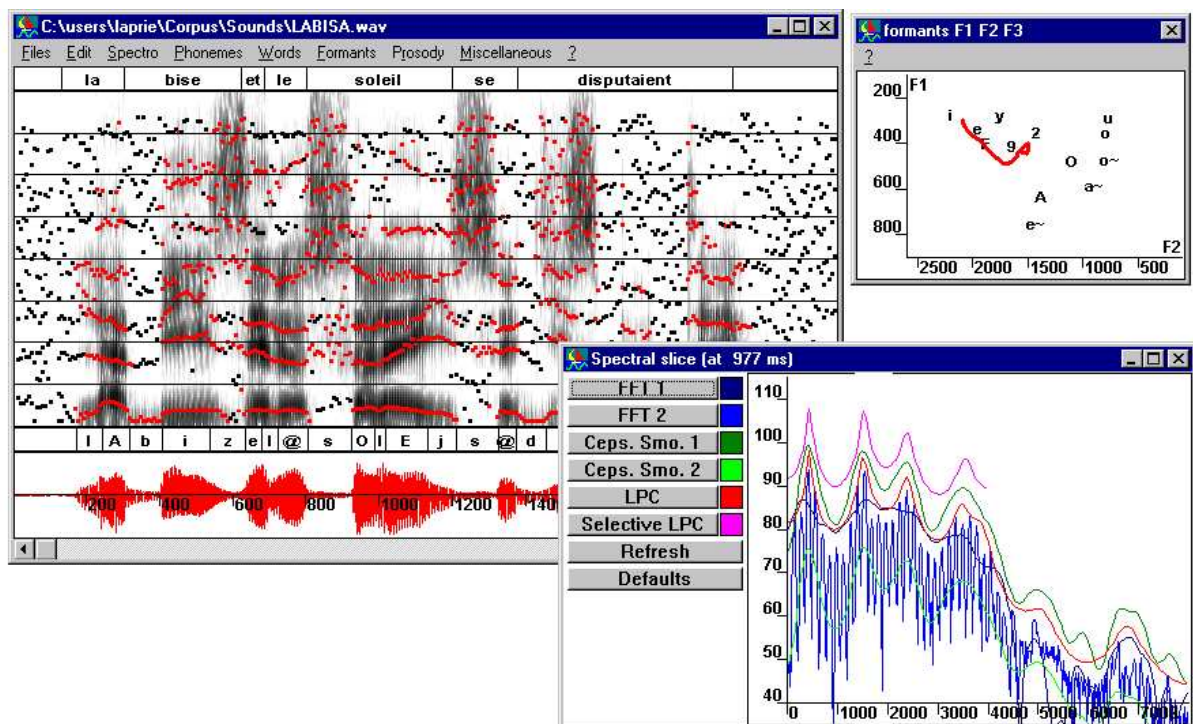 C:\users\laprie\Corpus\Sounds\LABISA.wav
Files Edit Spectro Phonemes Words Formants Prosody Miscellaneous ?
la bise et le soleil se disputaient
l A b i z e l @ s O l E j s @ d
200 400 600 800 1000 1200 140
formants F1 F2 F3
?
F1
200
400
600
800
i e y 9 2 u o O o~ a~ A e~
F2
2500 2000 1500 1000 500
Spectral slice (at 977 ms)
FFT 1
FFT 2
Ceps. Smo. 1
Ceps. Smo. 2
LPC
Selective LPC
Refresh
Defaults
110
100
90
80
70
60
50
40
0 1000 2000 3000 4000 5000 6000 7000